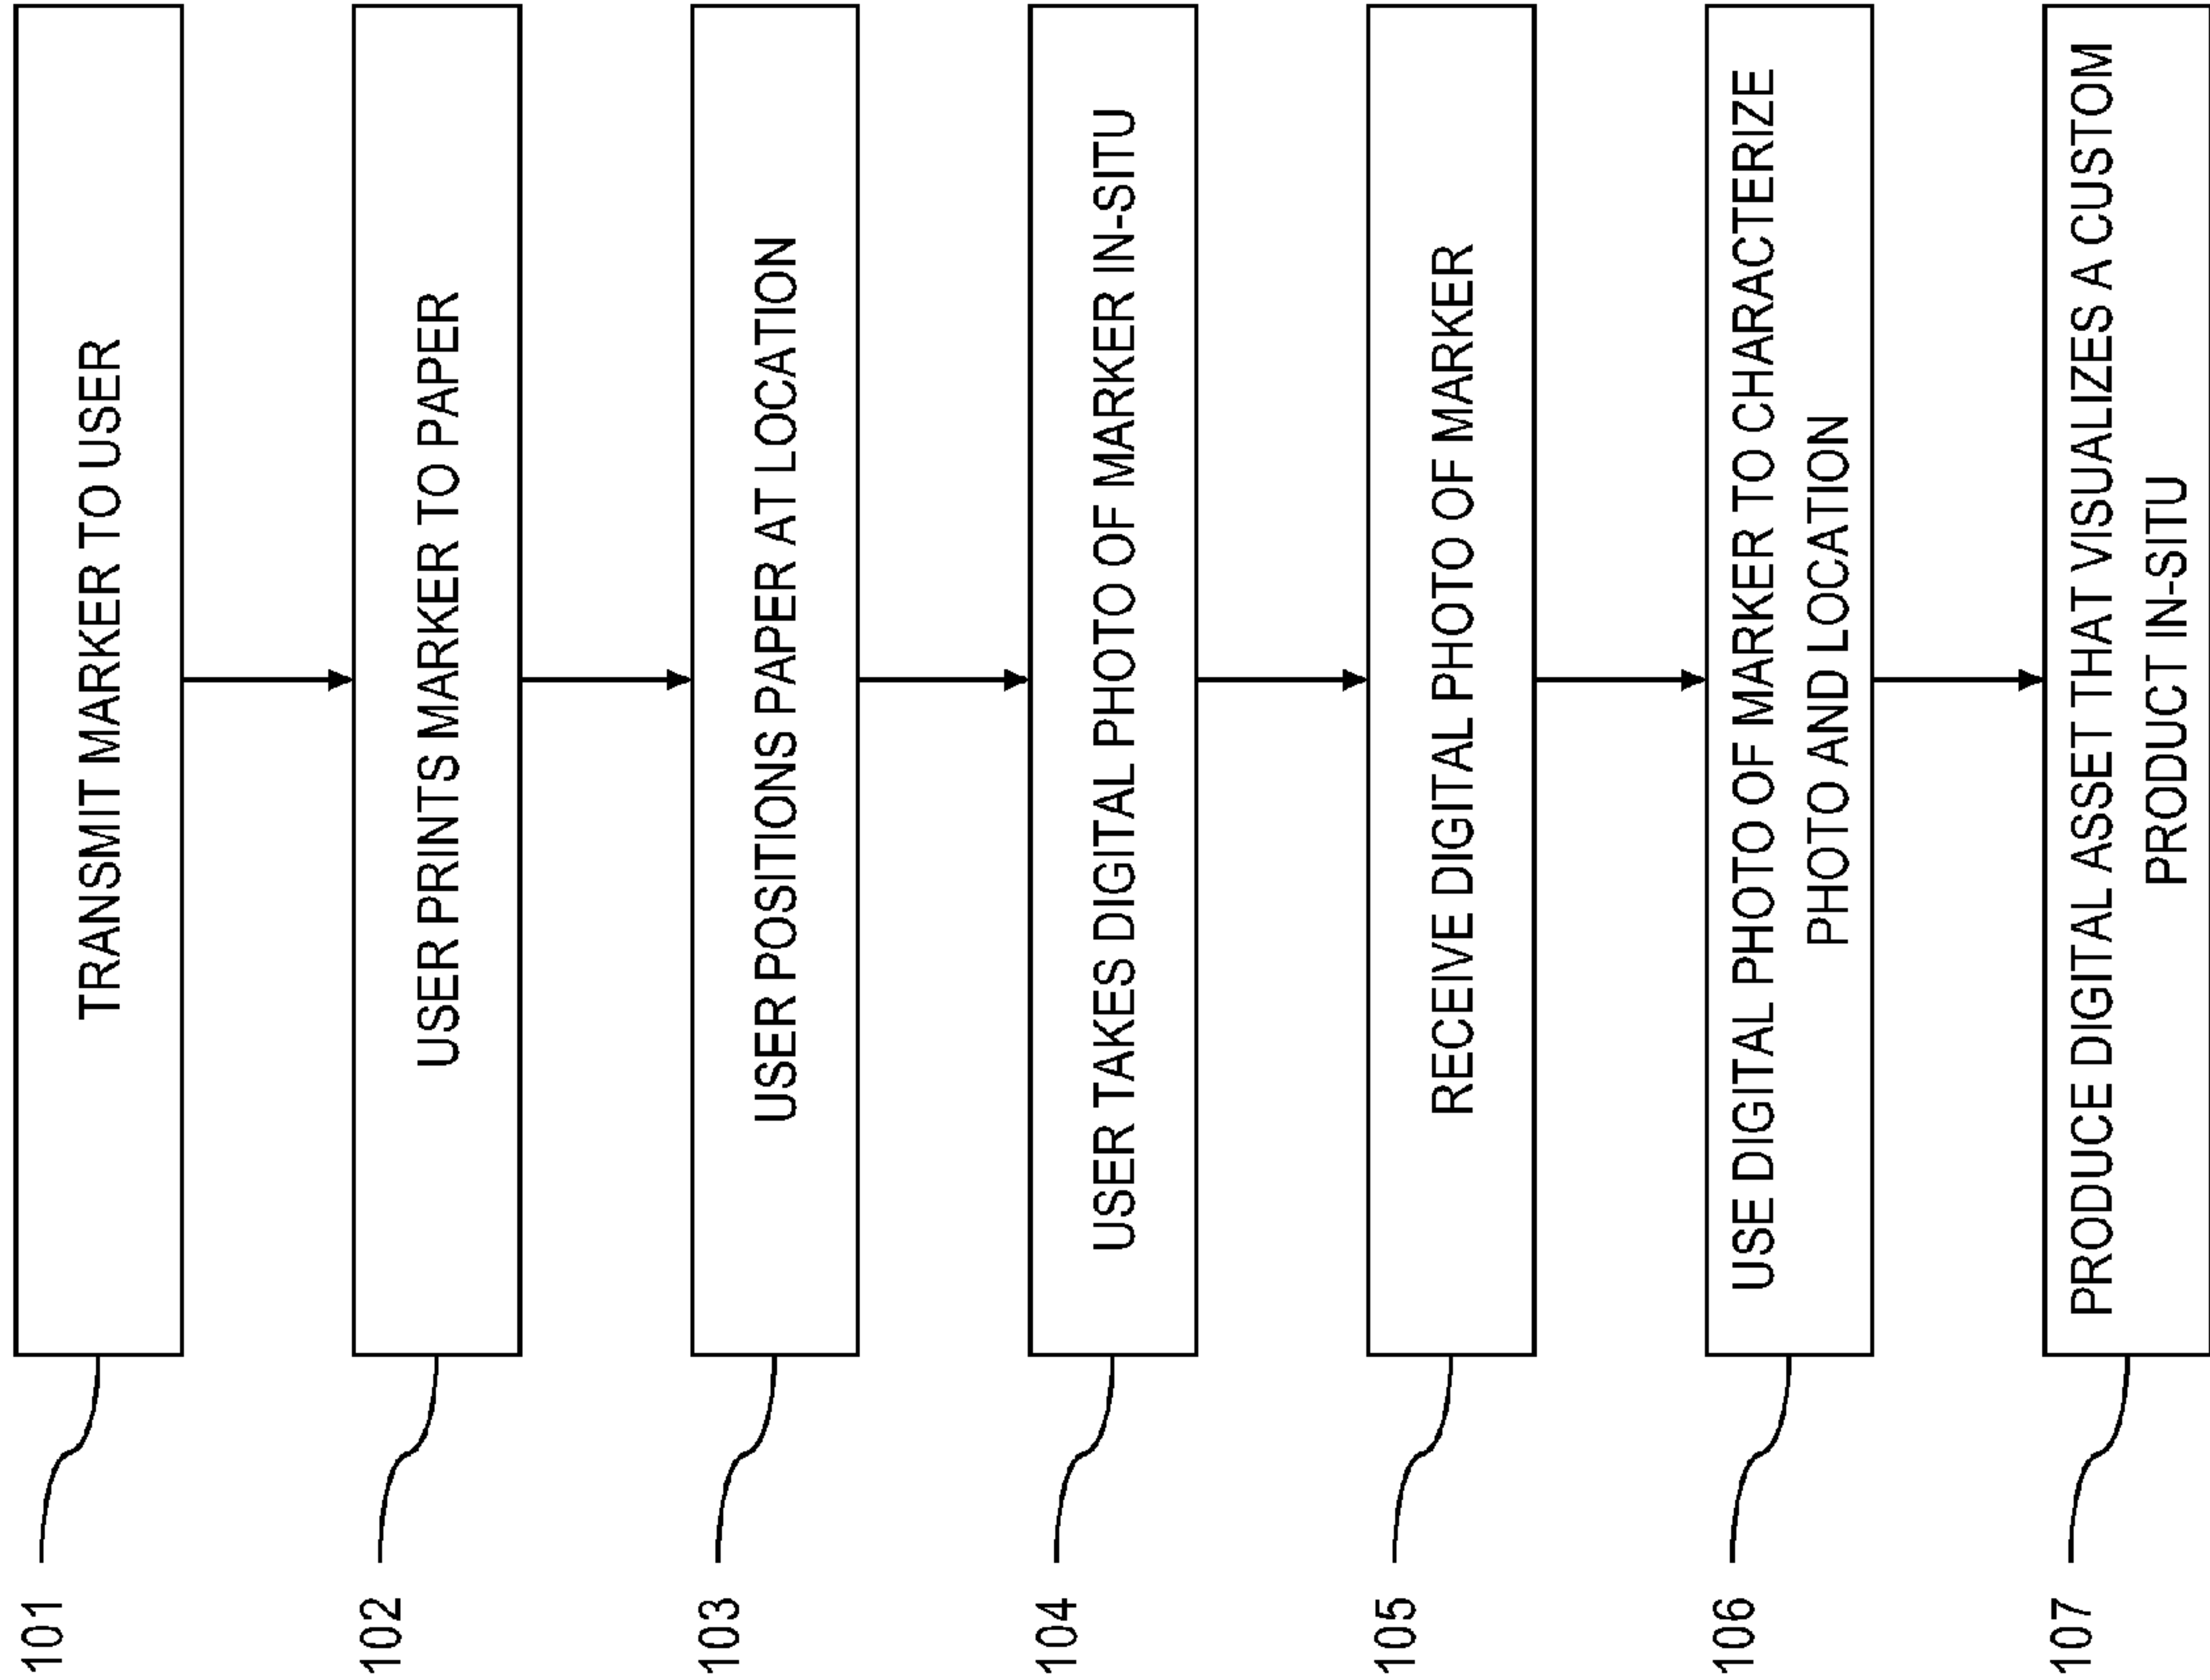 101
TRANSMIT MARKER TO USER
102
USER PRINTS MARKER TO PAPER
103
USER POSITIONS PAPER AT LOCATION
104
USER TAKES DIGITAL PHOTO OF MARKER IN-SITU
105
RECEIVE DIGITAL PHOTO OF MARKER
106
USE DIGITAL PHOTO OF MARKER TO CHARACTERIZE
PHOTO AND LOCATION
107
PRODUCE DIGITAL ASSET THAT VISUALIZES A CUSTOM
PRODUCT IN-SITU